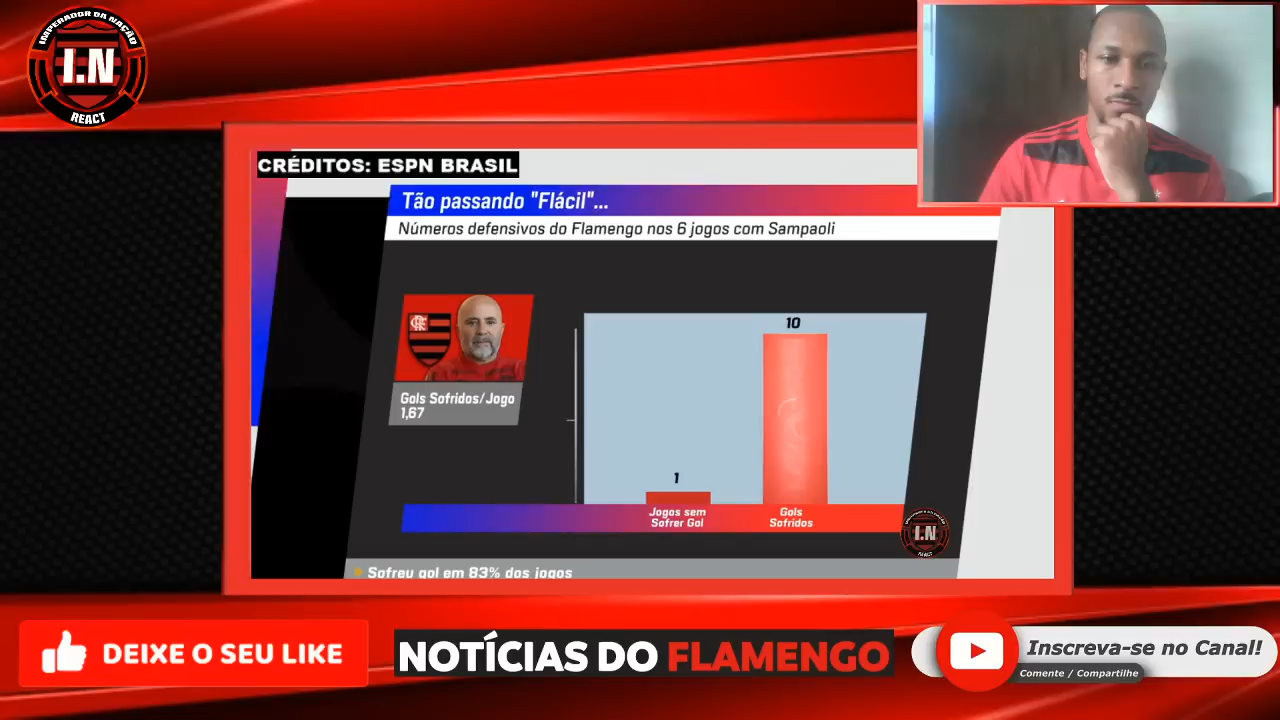 IMPERADOR DA NAÇÃO
I.N
REACT
CRÉDITOS: ESPN BRASIL
Tão passando "Flácil"...
Números defensivos do Flamengo nos 6 jogos com Sampaoli
Gols Sofridos/Jogo
1,67
10
1
Jogos sem
Sofrer Gol
Gols
Sofridos
I.N
REACT
Sofreu gol em 83% dos jogos
DEIXE O SEU LIKE
NOTÍCIAS DO FLAMENGO
Inscreva-se no Canal!
Comente / Compartilhe